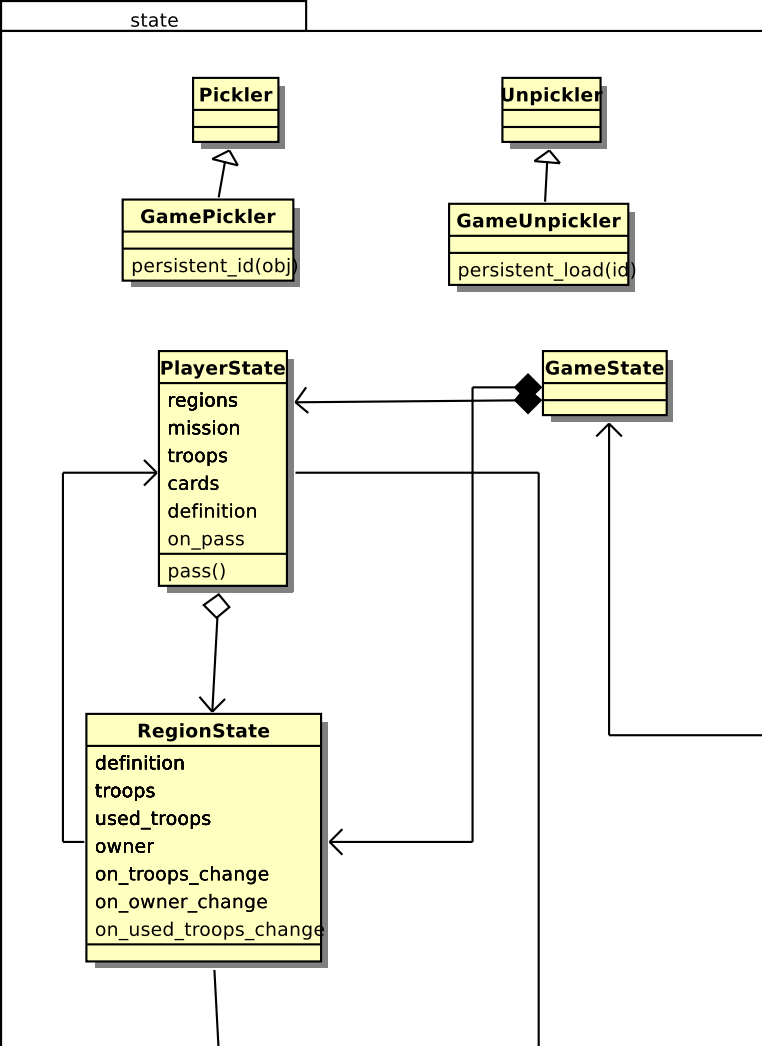 state
Pickler
Unpickler
GamePickler
persistent_id(obj)
GameUnpickler
persistent_load(id)
PlayerState
regions
mission
troops
cards
definition
on_pass
pass()
GameState
RegionState
definition
troops
used_troops
owner
on_troops_change
on_owner_change
on_used_troops_change